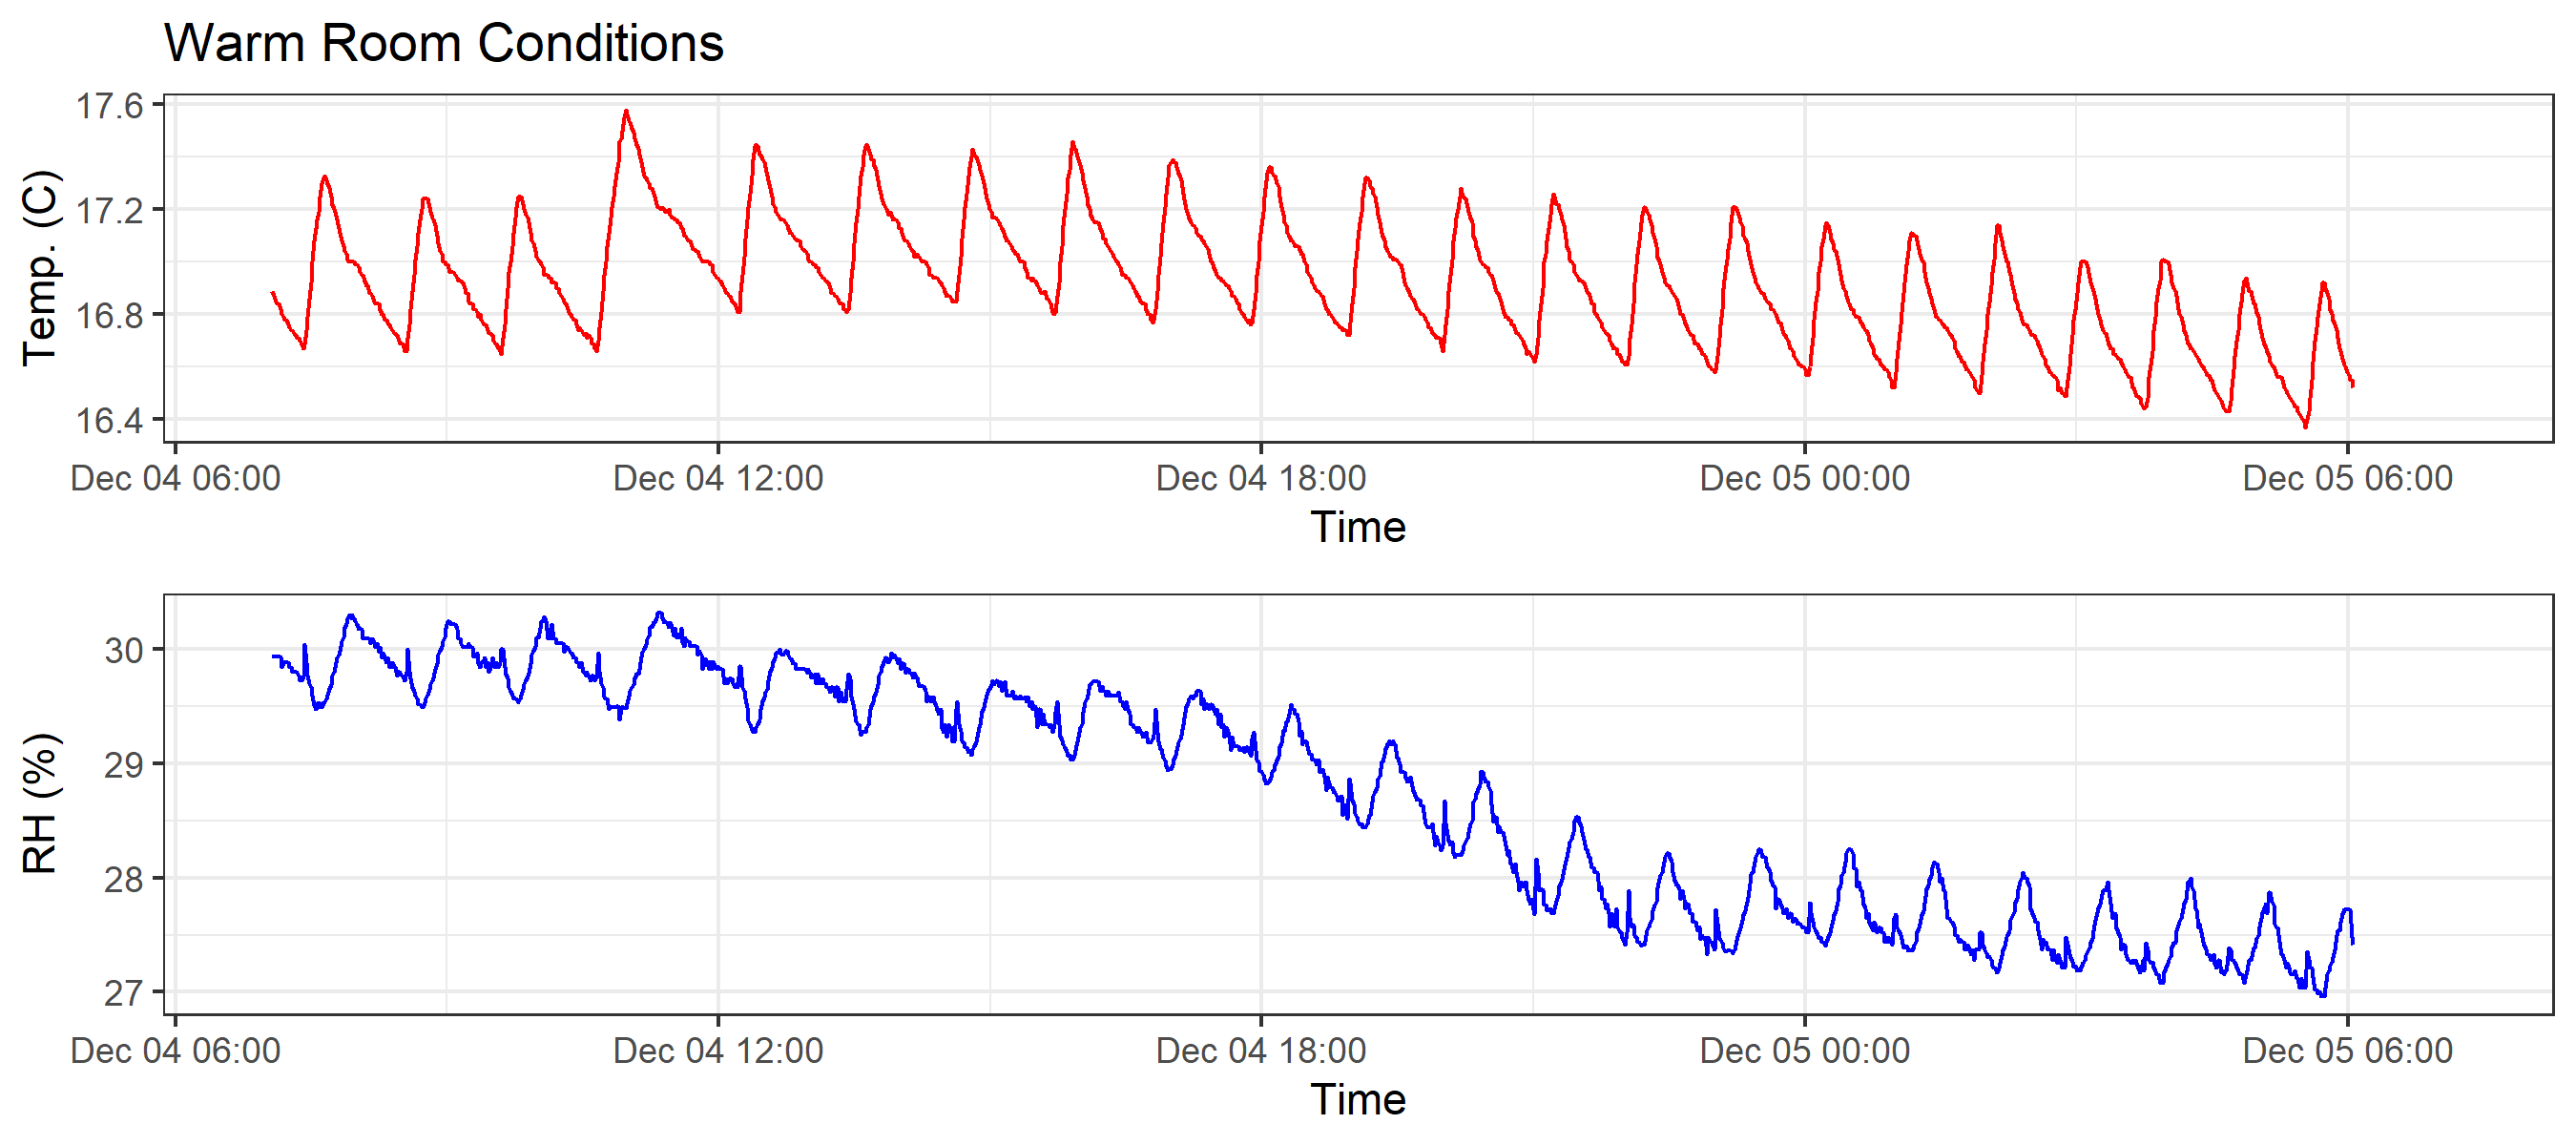 Warm Room Conditions
17.6
17.2
16.8
16.4
Temp. (C)
Dec 04 06:00 Dec 04 12:00 Dec 04 18:00 Dec 05 00:00 Dec 05 06:00
Time
30
29
28
27
RH (%)
Dec 04 06:00 Dec 04 12:00 Dec 04 18:00 Dec 05 00:00 Dec 05 06:00
Time